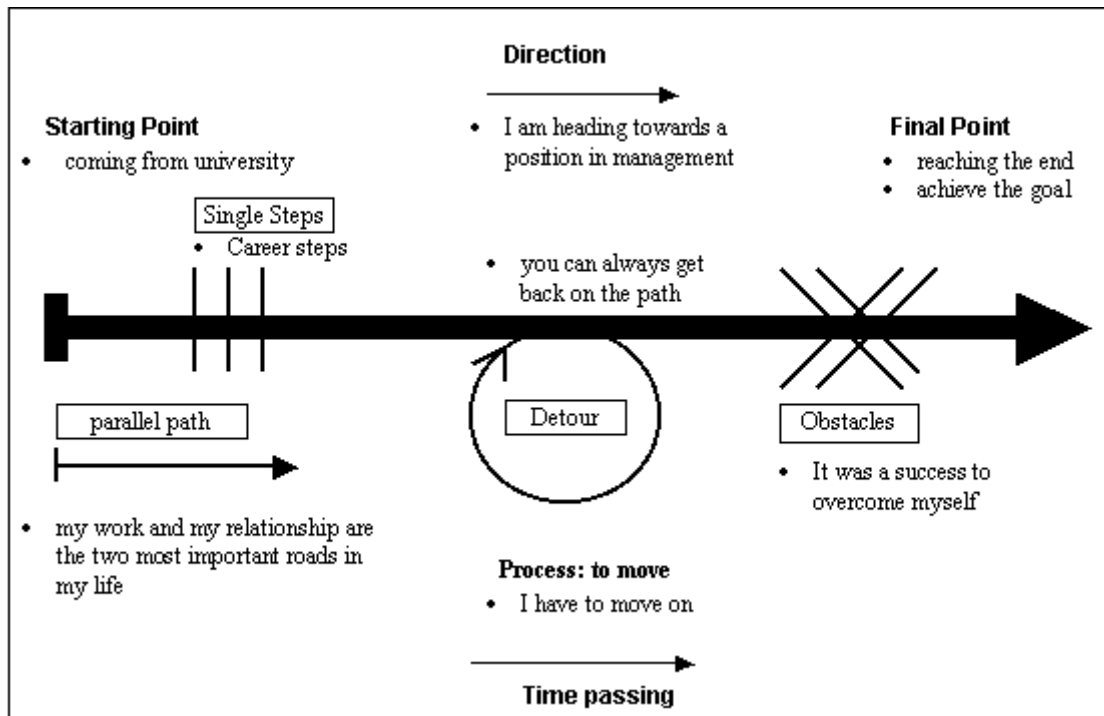 Direction
Starting Point
• coming from university
• I am heading towards a
position in management
Final Point
• reaching the end
• achieve the goal
Single Steps
• Career steps
• you can always get
back on the path
parallel path
Detour
Obstacles
• It was a success to
overcome myself
• my work and my relationship are
the two most important roads in
my life
Process: to move
• I have to move on
Time passing